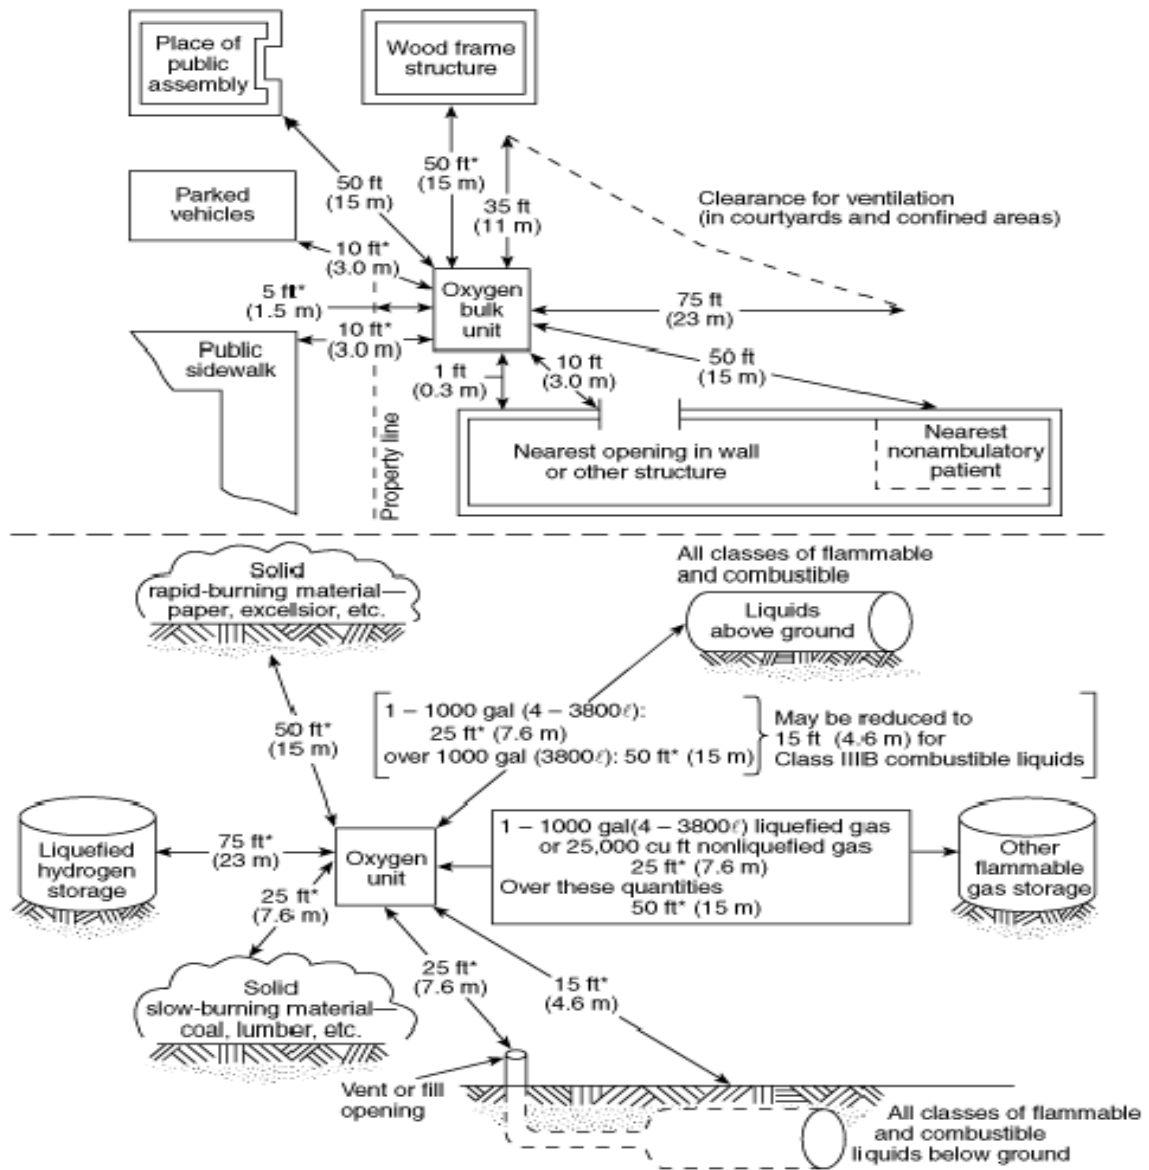 Place of
public
assembly
Wood frame
structure
50 ft*
(15 m)
50 ft
(15 m)
35 ft
(11 m)
Clearance for ventilation
(in courtyards and confined areas)
Parked
vehicles
10 ft*
(3.0 m)
Oxygen
bulk
unit
5 ft*
(1.5 m)
75 ft
(23 m)
10 ft*
(3.0 m)
Public
sidewalk
50 ft
(15 m)
1 ft
(0.3 m)
10 ft
(3.0 m)
Property line
Nearest opening in wall
or other structure
Nearest
nonambulatory
patient
Solid
rapid-burning material—
paper, excelsior, etc.
All classes of flammable
and combustible
Liquids
above ground
50 ft*
(15 m)
1 – 1000 gal (4 – 3800ℓ):
25 ft* (7.6 m)
over 1000 gal (3800ℓ): 50 ft* (15 m)
May be reduced to
15 ft (4.6 m) for
Class IIIB combustible liquids
Liquefied
hydrogen
storage
75 ft*
(23 m)
Oxygen
unit
1 – 1000 gal(4 – 3800ℓ) liquefied gas
or 25,000 cu ft nonliquefied gas
25 ft* (7.6 m)
Over these quantities
50 ft* (15 m)
Other
flammable
gas storage
25 ft*
(7.6 m)
Solid
slow-burning material—
coal, lumber, etc.
25 ft*
(7.6 m)
15 ft*
(4.6 m)
Vent or fill
opening
All classes of flammable
and combustible
liquids below ground